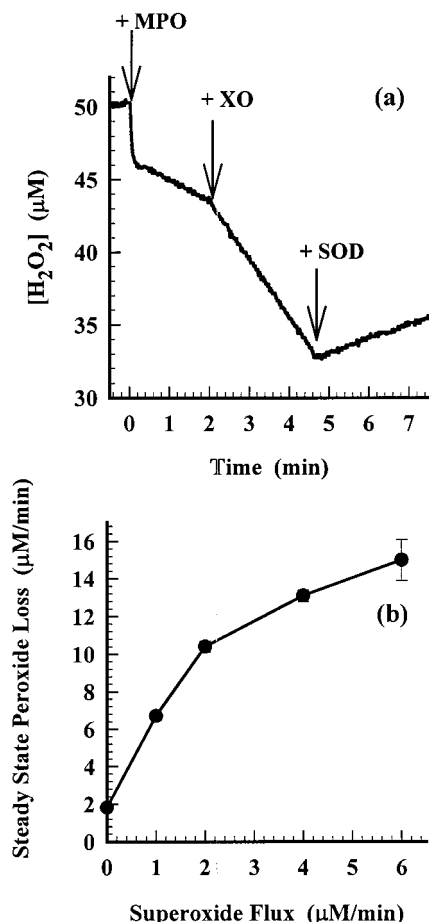 + MPO
(a)
+ XO
50
45
40
35
30
[H₂O₂] (μM)
+ SOD
0 1 2 3 4 5 6 7
Time (min)
Steady State Peroxide Loss (μM/min)
16
14
12
10
8
6
4
2
0
(b)
0 1 2 3 4 5 6
Superoxide Flux (μM/min)